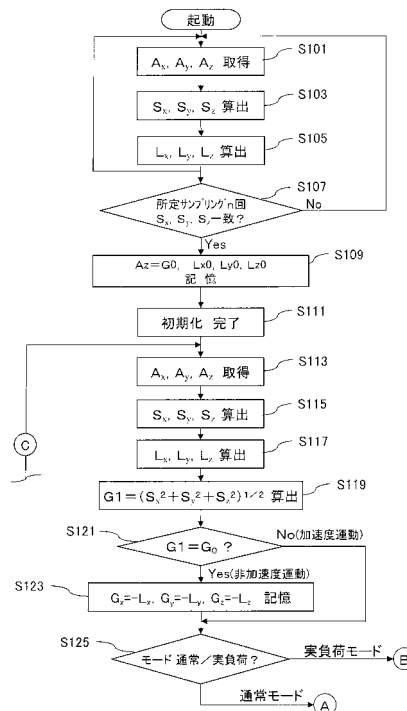 起動
S101
Ax, Ay, Az 取得
S103
Sx, Sy, Sz 算出
S105
Lx, Ly, Lz 算出
S107
所定サンプリングn回
Sx, Sy, Sz一致？
No
Yes
S109
Az=G0, Lx0, Ly0, Lz0
記憶
S111
初期化 完了
S113
Ax, Ay, Az 取得
S115
Sx, Sy, Sz 算出
C
S117
Lx, Ly, Lz 算出
S119
G1=(Sx²+Sy²+Sz²)^1/2 算出
S121
No(加速度運動)
G1=G0 ？
Yes(非加速度運動)
S123
Gx=-Lx, Gy=-Ly, Gz=-Lz 記憶
S125
モード 通常／実負荷？
実負荷モード
B
通常モード
A